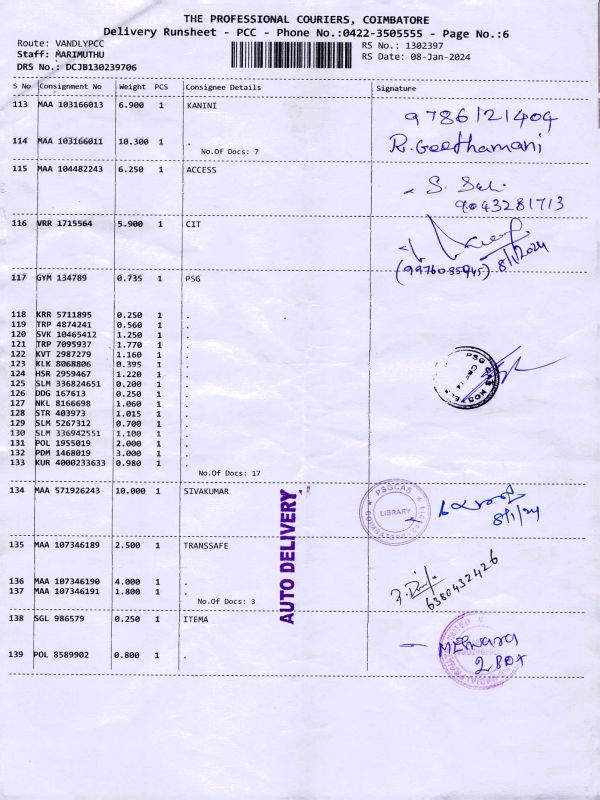 THE PROFESSIONAL COURIERS, COIMBATORE
Delivery Runsheet - PCC - Phone No.:0422-3505555 - Page No.:6
Route: VANDLYPCC
RS No.: 1302397
Staff: MARIMUTHU
RS Date: 08-Jan-2024
DRS No.: DCJB130239706
S No Consignment No Weight PCS Consignee Details Signature
113 MAA 103166013 6.900 1 KANINI
9786121404
114 MAA 103166011 10.300 1 .
R. Geethamani
No.Of Docs: 7
115 MAA 104482243 6.250 1 ACCESS
9043281713
116 VRR 1715564 5.900 1 CIT
(9976085945) 8/1/2024
117 GYM 134789 0.735 1 PSG
118 KRR 5711895 0.250 1 .
119 TRP 4874241 0.560 1 .
120 SVK 10465412 1.250 1 .
121 TRP 7095937 1.770 1 .
122 KVT 2987279 1.160 1 .
123 KLK 8068806 0.395 1 .
124 HSR 2959467 1.220 1 .
125 SLM 336824651 0.200 1 .
126 DDG 167613 0.250 1 .
127 NKL 8166698 1.060 1 .
128 STR 403973 1.015 1 .
129 SLM 5267312 0.700 1 .
130 SLM 336942551 1.100 1 .
131 POL 1955019 2.000 1 .
132 PDM 1468019 3.000 1 .
133 KUR 4000233633 0.980 1 .
No.Of Docs: 17
PSG CAS HOSTELS
134 MAA 571926243 10.000 1 SIVAKUMAR
PSGCAS
LIBRARY
8/1/24
AUTO DELIVERY
135 MAA 107346189 2.500 1 TRANSSAFE
136 MAA 107346190 4.000 1 .
137 MAA 107346191 1.800 1 .
6380432426
No.Of Docs: 3
138 SGL 986579 0.250 1 ITEMA
139 POL 8589902 0.800 1